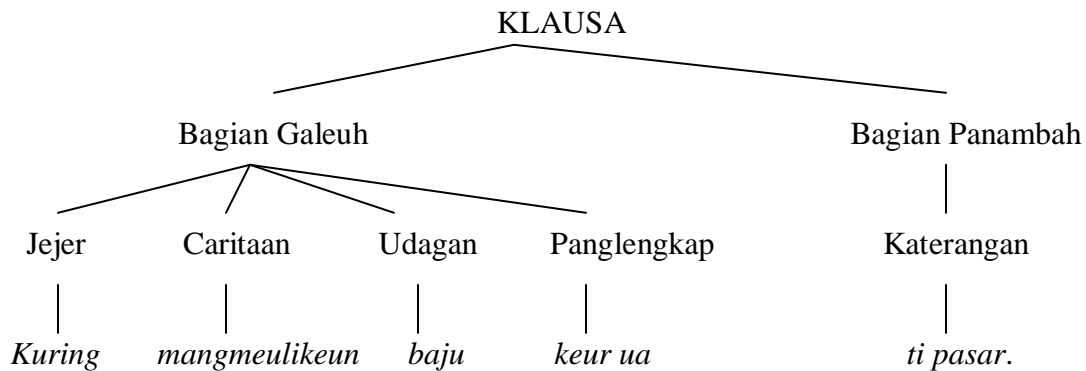 KLAUSA
Bagian Galeuh Bagian Panambah
Jejer Caritaan Udagan Panglengkap Katerangan
Kuring mangmeulikeun baju keur ua ti pasar.